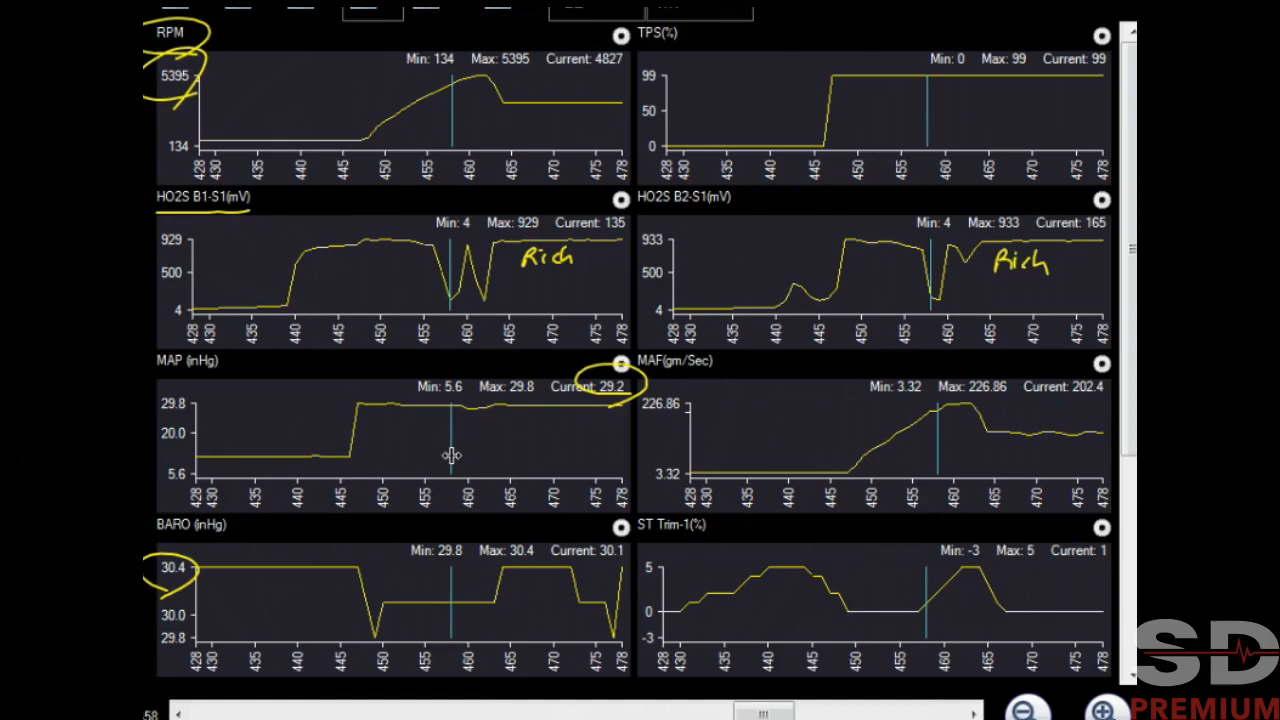 RPM
Min: 134 Max: 5395 Current: 4827
5395
134
428 430 435 440 445 450 455 460 465 470 475 478
TPS(%)
Min: 0 Max: 99 Current: 99
99
50
0
428 430 435 440 445 450 455 460 465 470 475 478
HO2S B1-S1(mV)
Min: 4 Max: 929 Current: 135
929
500
4
Rich
428 430 435 440 445 450 455 460 465 470 475 478
HO2S B2-S1(mV)
Min: 4 Max: 933 Current: 165
933
500
4
Rich
428 430 435 440 445 450 455 460 465 470 475 478
MAP (inHg)
Min: 5.6 Max: 29.8 Current: 29.2
29.8
20.0
5.6
428 430 435 440 445 450 455 460 465 470 475 478
MAF(gm/Sec)
Min: 3.32 Max: 226.86 Current: 202.4
226.86
3.32
428 430 435 440 445 450 455 460 465 470 475 478
BARO (inHg)
Min: 29.8 Max: 30.4 Current: 30.1
30.4
30.0
29.8
428 430 435 440 445 450 455 460 465 470 475 478
ST Trim-1(%)
Min: -3 Max: 5 Current: 1
5
0
-3
428 430 435 440 445 450 455 460 465 470 475 478
58
SD
PREMIUM